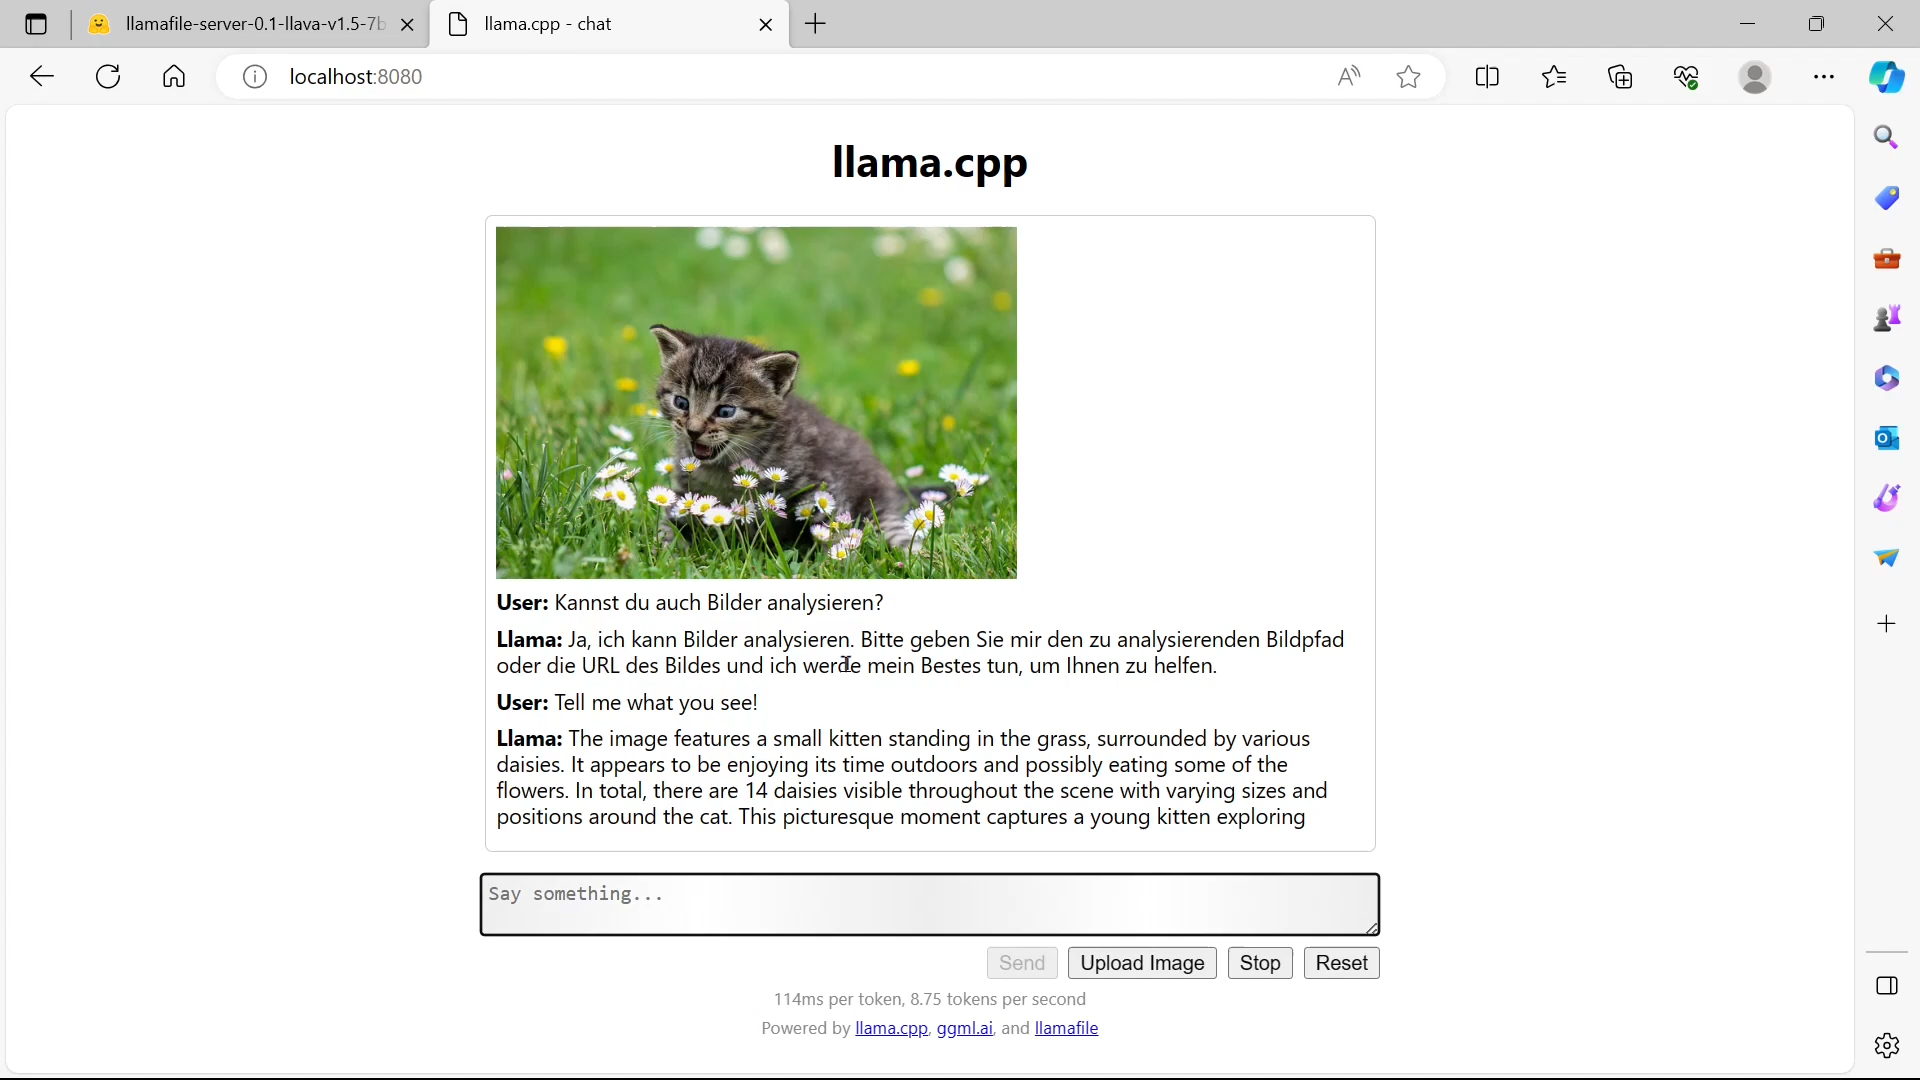 llamafile-server-0.1-llava-v1.5-7b
llama.cpp - chat
localhost:8080
llama.cpp
User: Kannst du auch Bilder analysieren?
Llama: Ja, ich kann Bilder analysieren. Bitte geben Sie mir den zu analysierenden Bildpfad
oder die URL des Bildes und ich werde mein Bestes tun, um Ihnen zu helfen.
User: Tell me what you see!
Llama: The image features a small kitten standing in the grass, surrounded by various
daisies. It appears to be enjoying its time outdoors and possibly eating some of the
flowers. In total, there are 14 daisies visible throughout the scene with varying sizes and
positions around the cat. This picturesque moment captures a young kitten exploring
Say something...
Send Upload Image Stop Reset
114ms per token, 8.75 tokens per second
Powered by llama.cpp, ggml.ai, and llamafile